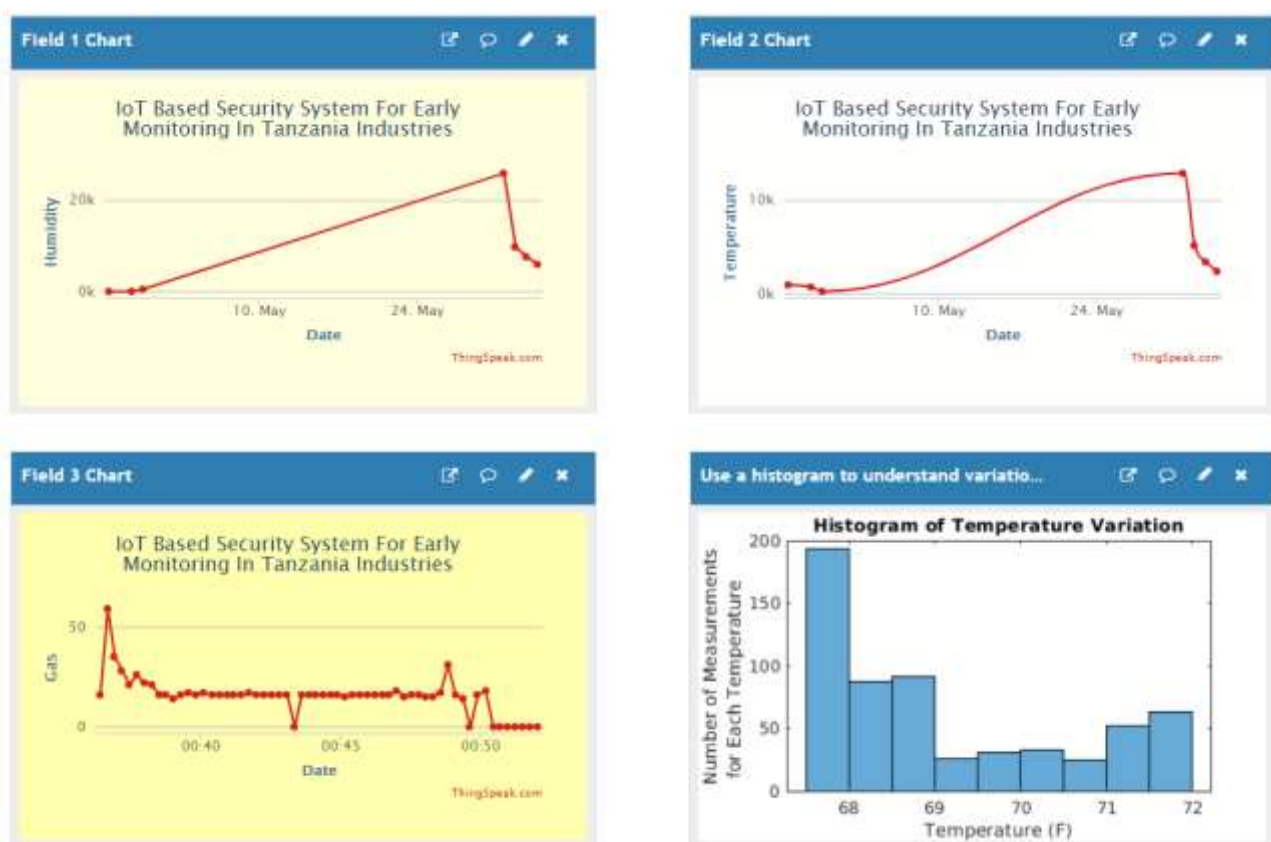 Field 1 Chart
IoT Based Security System For Early
Monitoring In Tanzania Industries
Humidity
20k
0k
10. May
24. May
Date
ThingSpeak.com
Field 2 Chart
IoT Based Security System For Early
Monitoring In Tanzania Industries
Temperature
10k
0k
10. May
24. May
Date
ThingSpeak.com
Field 3 Chart
IoT Based Security System For Early
Monitoring In Tanzania Industries
Gas
50
0
00:40
00:45
00:50
Date
ThingSpeak.com
Use a histogram to understand variatio...
Histogram of Temperature Variation
Number of Measurements
for Each Temperature
200
150
100
50
0
68
69
70
71
72
Temperature (F)